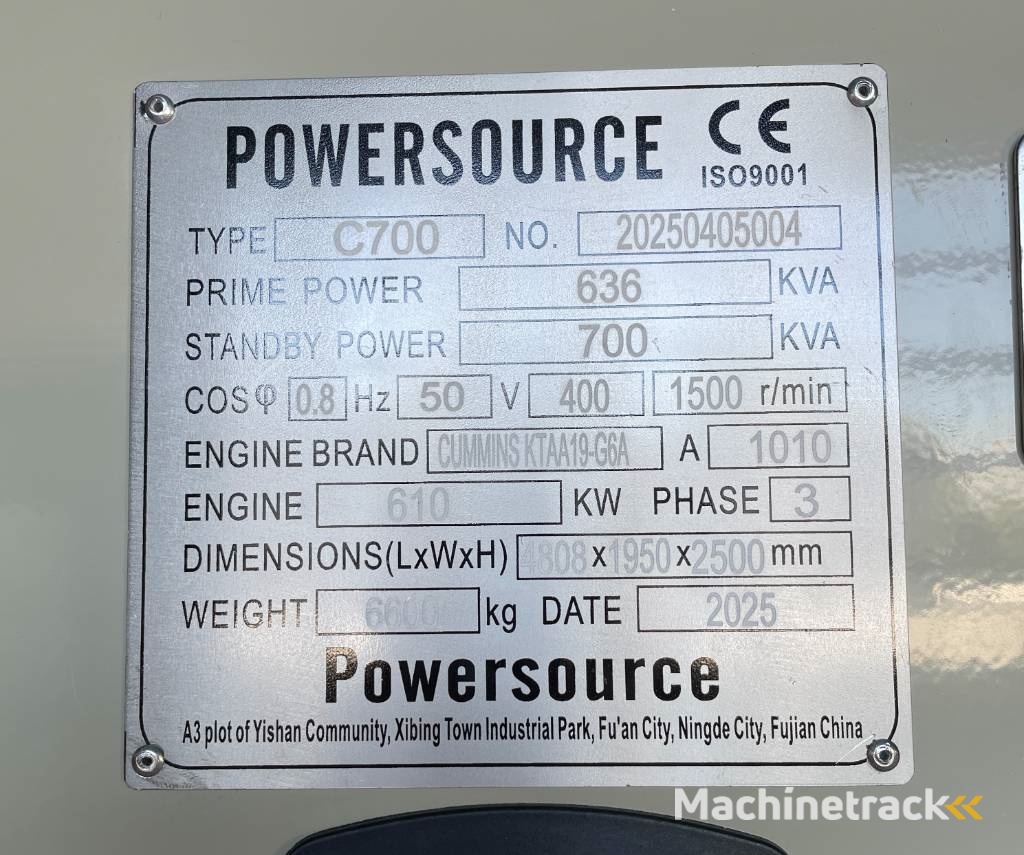 POWERSOURCE CE
ISO9001
TYPE C700 NO. 20250405004
PRIME POWER 636 KVA
STANDBY POWER 700 KVA
COSφ 0.8 Hz 50 V 400 1500 r/min
ENGINE BRAND CUMMINS KTAA19-G6A A 1010
ENGINE 610 KW PHASE 3
DIMENSIONS(LxWxH) 4808x1950x2500 mm
WEIGHT 6600 kg DATE 2025
Powersource
A3 plot of Yishan Community, Xibing Town Industrial Park, Fu'an City, Ningde City, Fujian China
Machinetrack